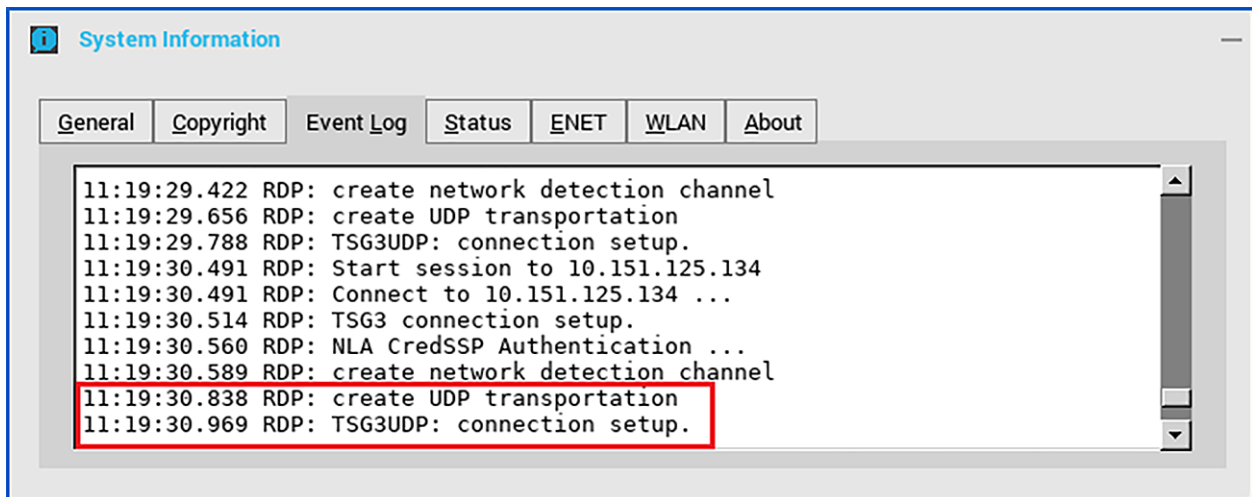 System Information
General Copyright Event Log Status ENET WLAN About
11:19:29.422 RDP: create network detection channel
11:19:29.656 RDP: create UDP transportation
11:19:29.788 RDP: TSG3UDP: connection setup.
11:19:30.491 RDP: Start session to 10.151.125.134
11:19:30.491 RDP: Connect to 10.151.125.134 ...
11:19:30.514 RDP: TSG3 connection setup.
11:19:30.560 RDP: NLA CredSSP Authentication ...
11:19:30.589 RDP: create network detection channel
11:19:30.838 RDP: create UDP transportation
11:19:30.969 RDP: TSG3UDP: connection setup.